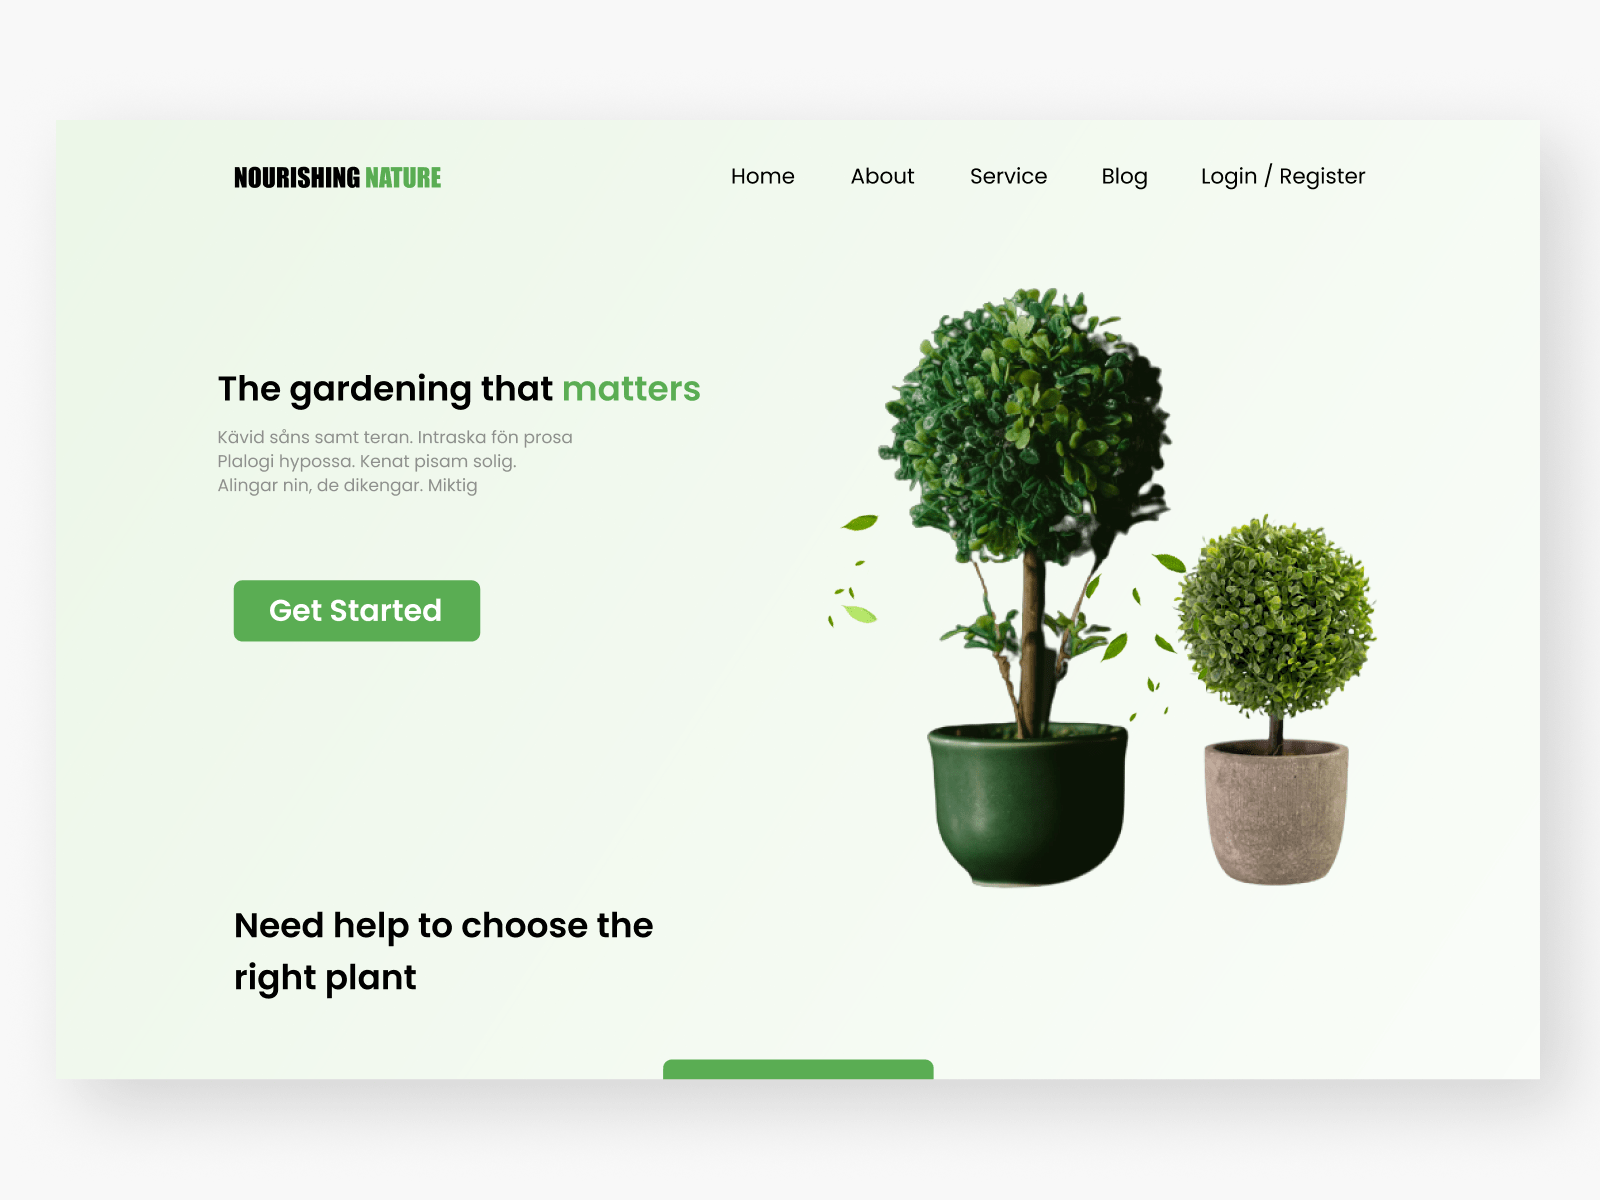 NOURISHING NATURE
Home About Service Blog Login / Register
The gardening that matters
Kävid såns samt teran. Intraska fön prosa
Plalogi hypossa. Kenat pisam solig.
Alingar nin, de dikengar. Miktig
Get Started
Need help to choose the
right plant